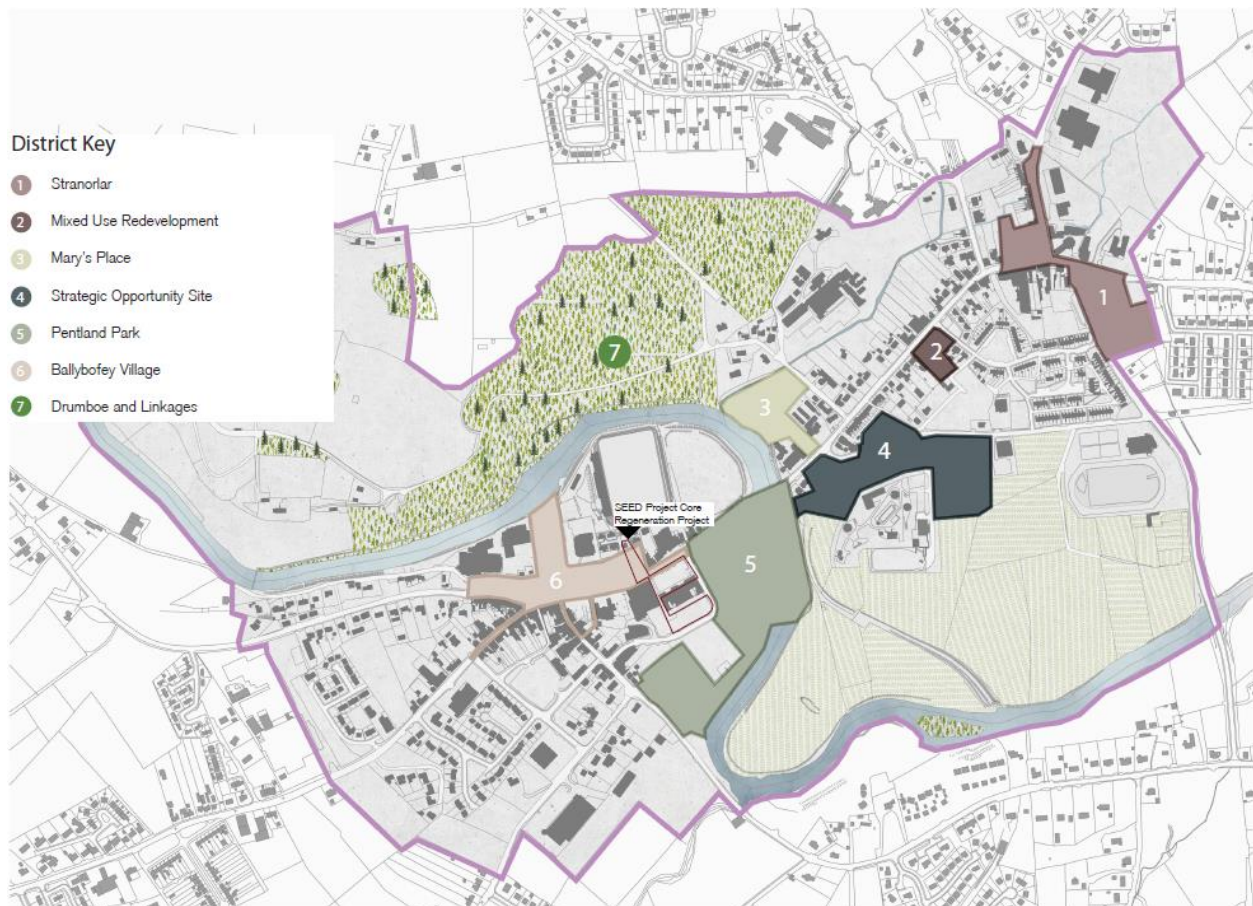 District Key
1 Stranorlar
2 Mixed Use Redevelopment
3 Mary's Place
4 Strategic Opportunity Site
5 Pentland Park
6 Ballybofey Village
7 Drumboe and Linkages
1
2
7
3
4
SEED Project Core
Regeneration Project
5
6